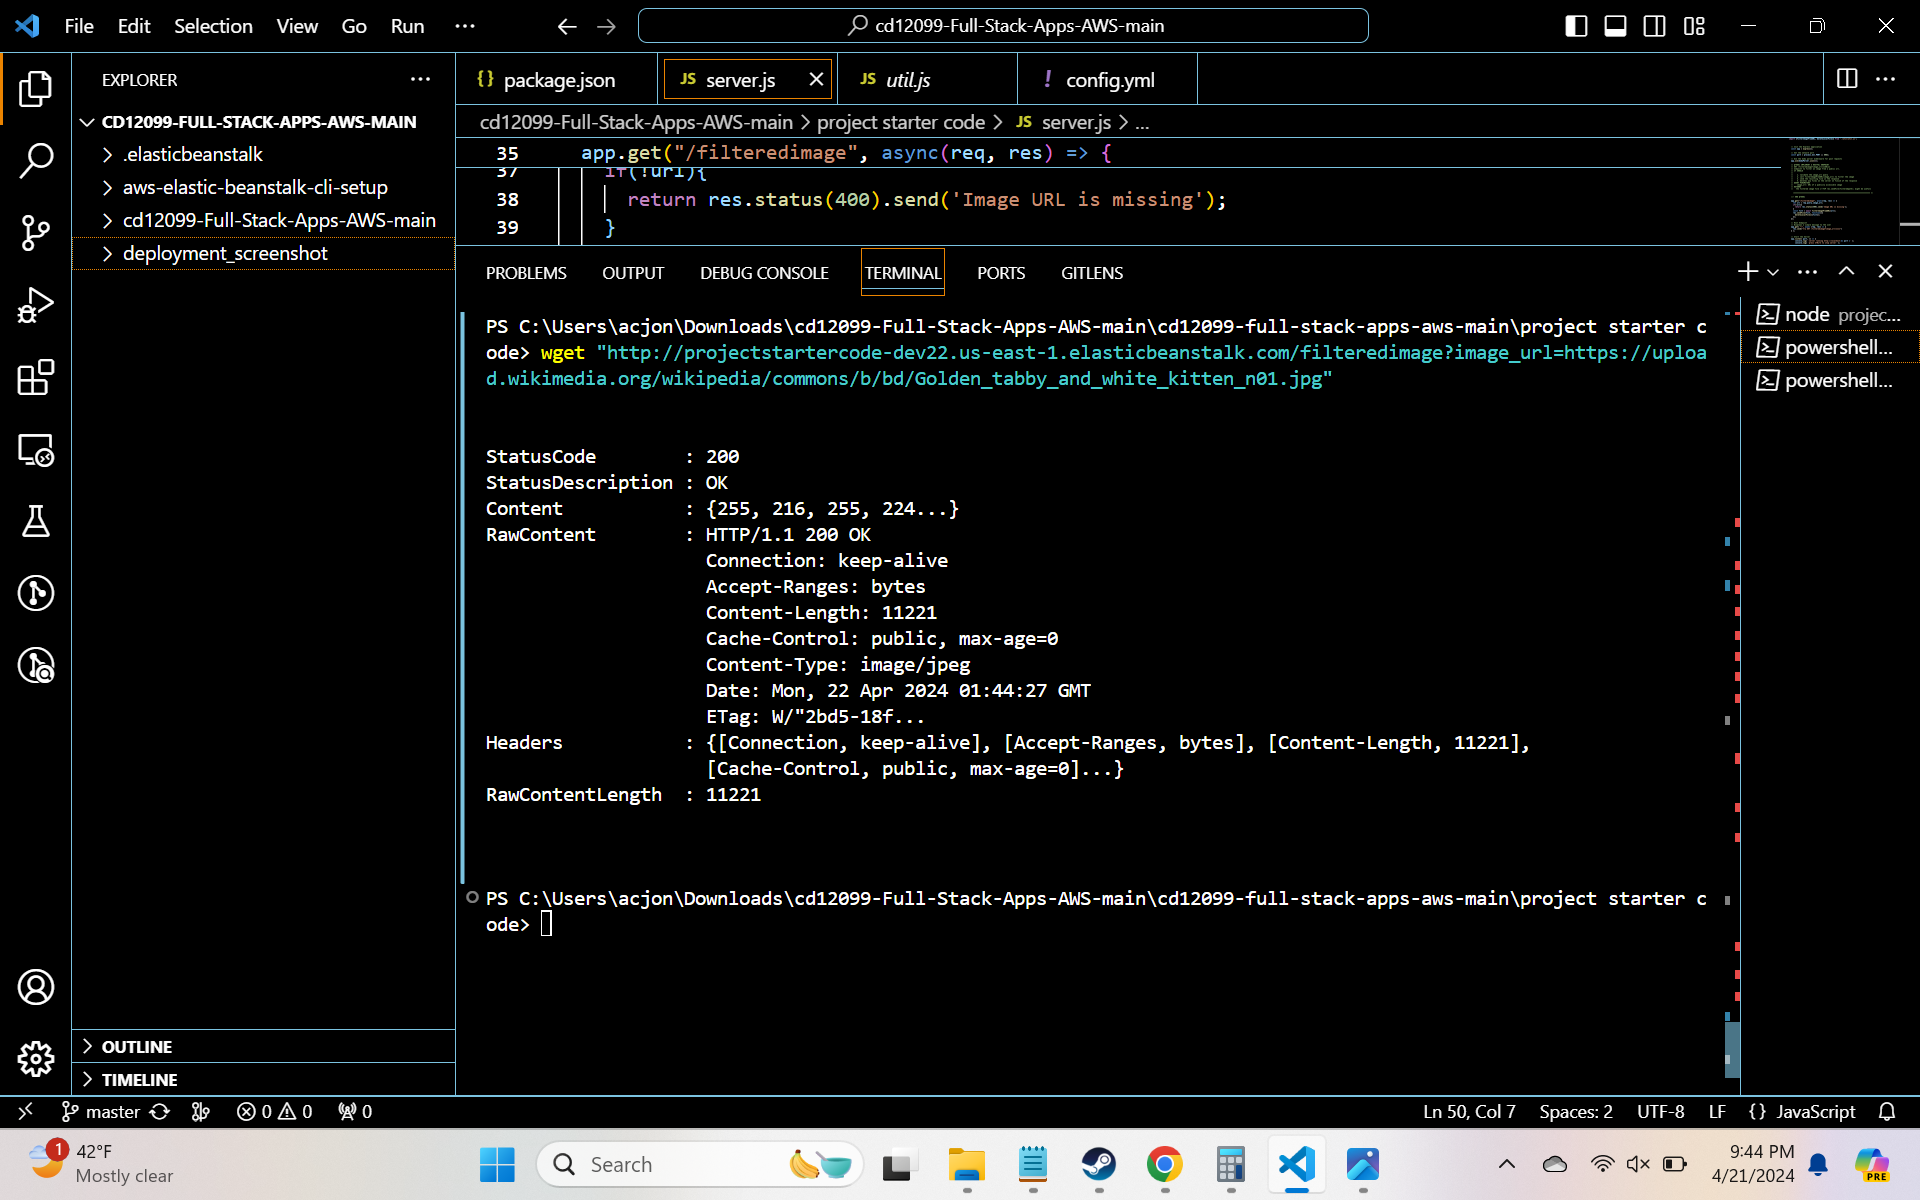 File Edit Selection View Go Run ···
cd12099-Full-Stack-Apps-AWS-main
EXPLORER
{} package.json
JS server.js
JS util.js
! config.yml
CD12099-FULL-STACK-APPS-AWS-MAIN
.elasticbeanstalk
aws-elastic-beanstalk-cli-setup
cd12099-Full-Stack-Apps-AWS-main
deployment_screenshot
cd12099-Full-Stack-Apps-AWS-main > project starter code > JS server.js > ...
35 app.get("/filteredimage", async(req, res) => {
37 if(!url){
38 return res.status(400).send('Image URL is missing');
39 }
PROBLEMS OUTPUT DEBUG CONSOLE TERMINAL PORTS GITLENS
PS C:\Users\acjon\Downloads\cd12099-Full-Stack-Apps-AWS-main\cd12099-full-stack-apps-aws-main\project starter c
ode> wget "http://projectstartercode-dev22.us-east-1.elasticbeanstalk.com/filteredimage?image_url=https://uploa
d.wikimedia.org/wikipedia/commons/b/bd/Golden_tabby_and_white_kitten_n01.jpg"
StatusCode : 200
StatusDescription : OK
Content : {255, 216, 255, 224...}
RawContent : HTTP/1.1 200 OK
Connection: keep-alive
Accept-Ranges: bytes
Content-Length: 11221
Cache-Control: public, max-age=0
Content-Type: image/jpeg
Date: Mon, 22 Apr 2024 01:44:27 GMT
ETag: W/"2bd5-18f...
Headers : {[Connection, keep-alive], [Accept-Ranges, bytes], [Content-Length, 11221],
[Cache-Control, public, max-age=0]...}
RawContentLength : 11221
PS C:\Users\acjon\Downloads\cd12099-Full-Stack-Apps-AWS-main\cd12099-full-stack-apps-aws-main\project starter c
ode>
node projec...
powershell...
powershell...
OUTLINE
TIMELINE
master 0 0 0
Ln 50, Col 7 Spaces: 2 UTF-8 LF {} JavaScript
1
42°F
Mostly clear
Search
9:44 PM
4/21/2024
PRE